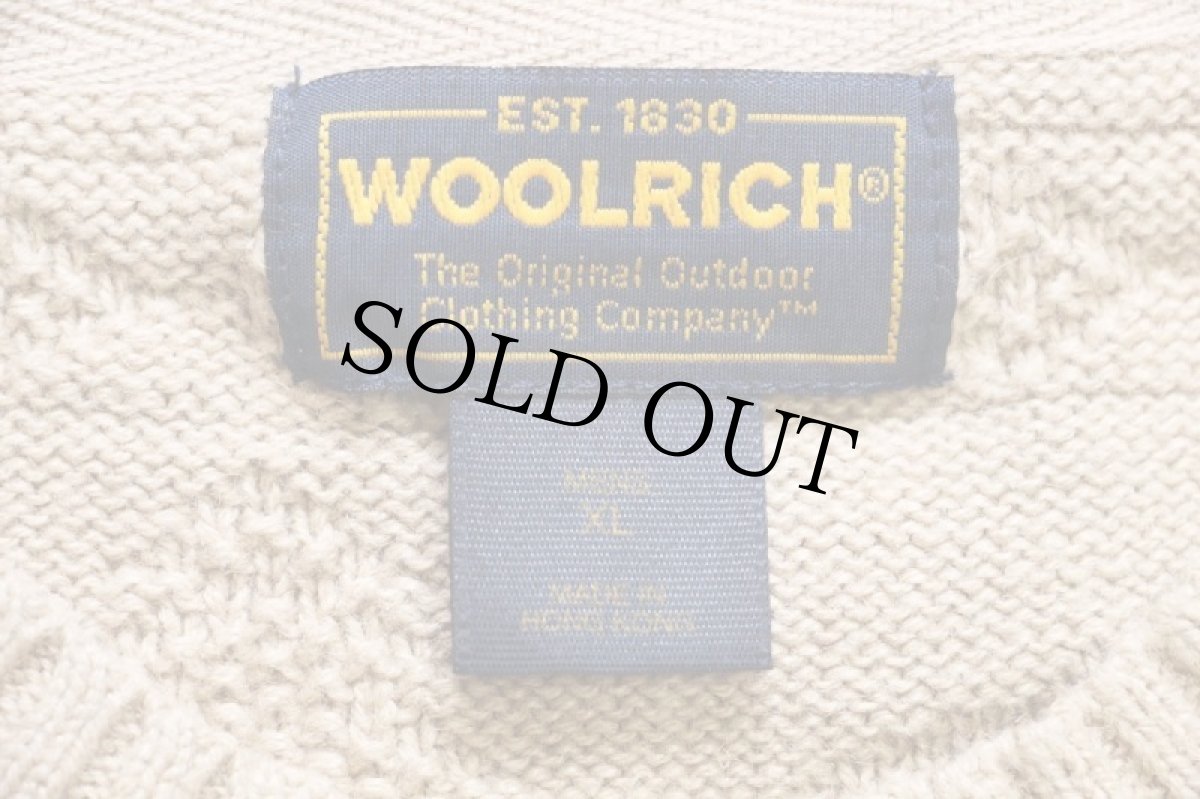 EST. 1830
WOOLRICH®
The Original Outdoor
Clothing Company™
SOLD OUT
MENS
XL
MADE IN
HONG KONG